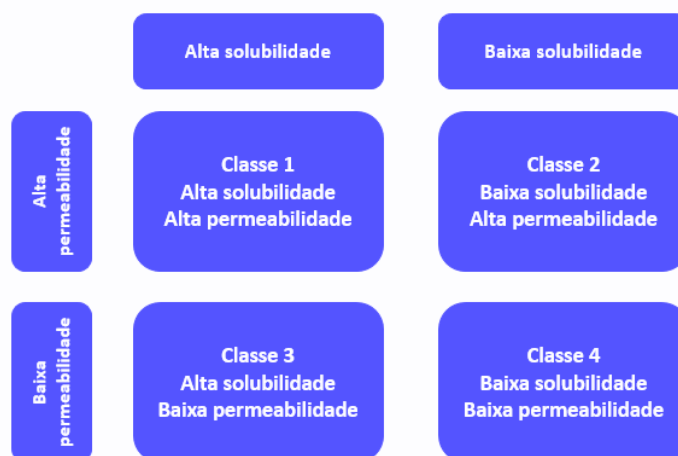 Alta solubilidade
Baixa solubilidade
Alta
permeabilidade
Classe 1
Alta solubilidade
Alta permeabilidade
Classe 2
Baixa solubilidade
Alta permeabilidade
Baixa
permeabilidade
Classe 3
Alta solubilidade
Baixa permeabilidade
Classe 4
Baixa solubilidade
Baixa permeabilidade